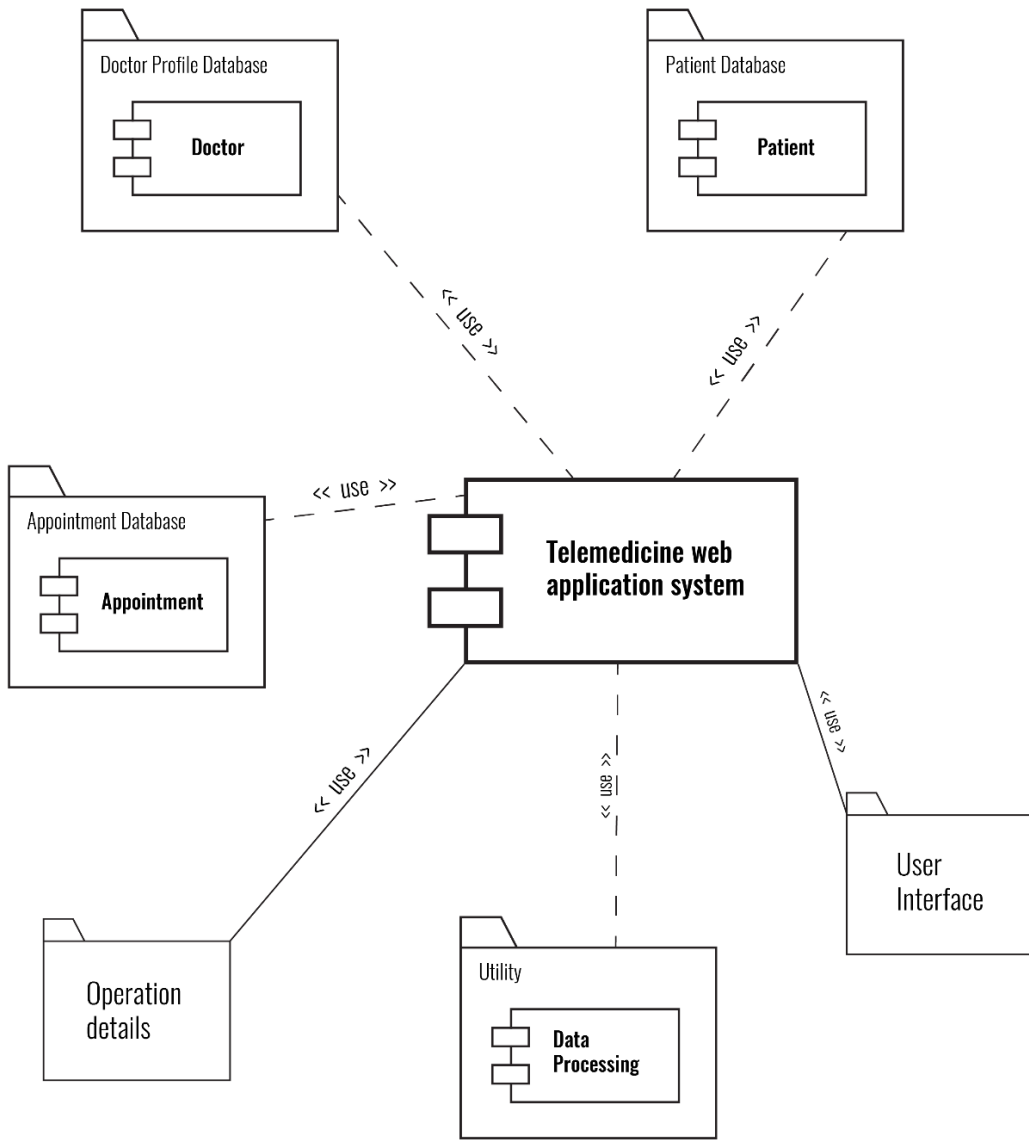 Doctor Profile Database
Doctor
Patient Database
Patient
<< use >>
<< use >>
<< use >>
Appointment Database
Appointment
Telemedicine web
application system
<< use >>
<< use >>
<< use >>
User
Interface
Operation
details
Utility
Data
Processing